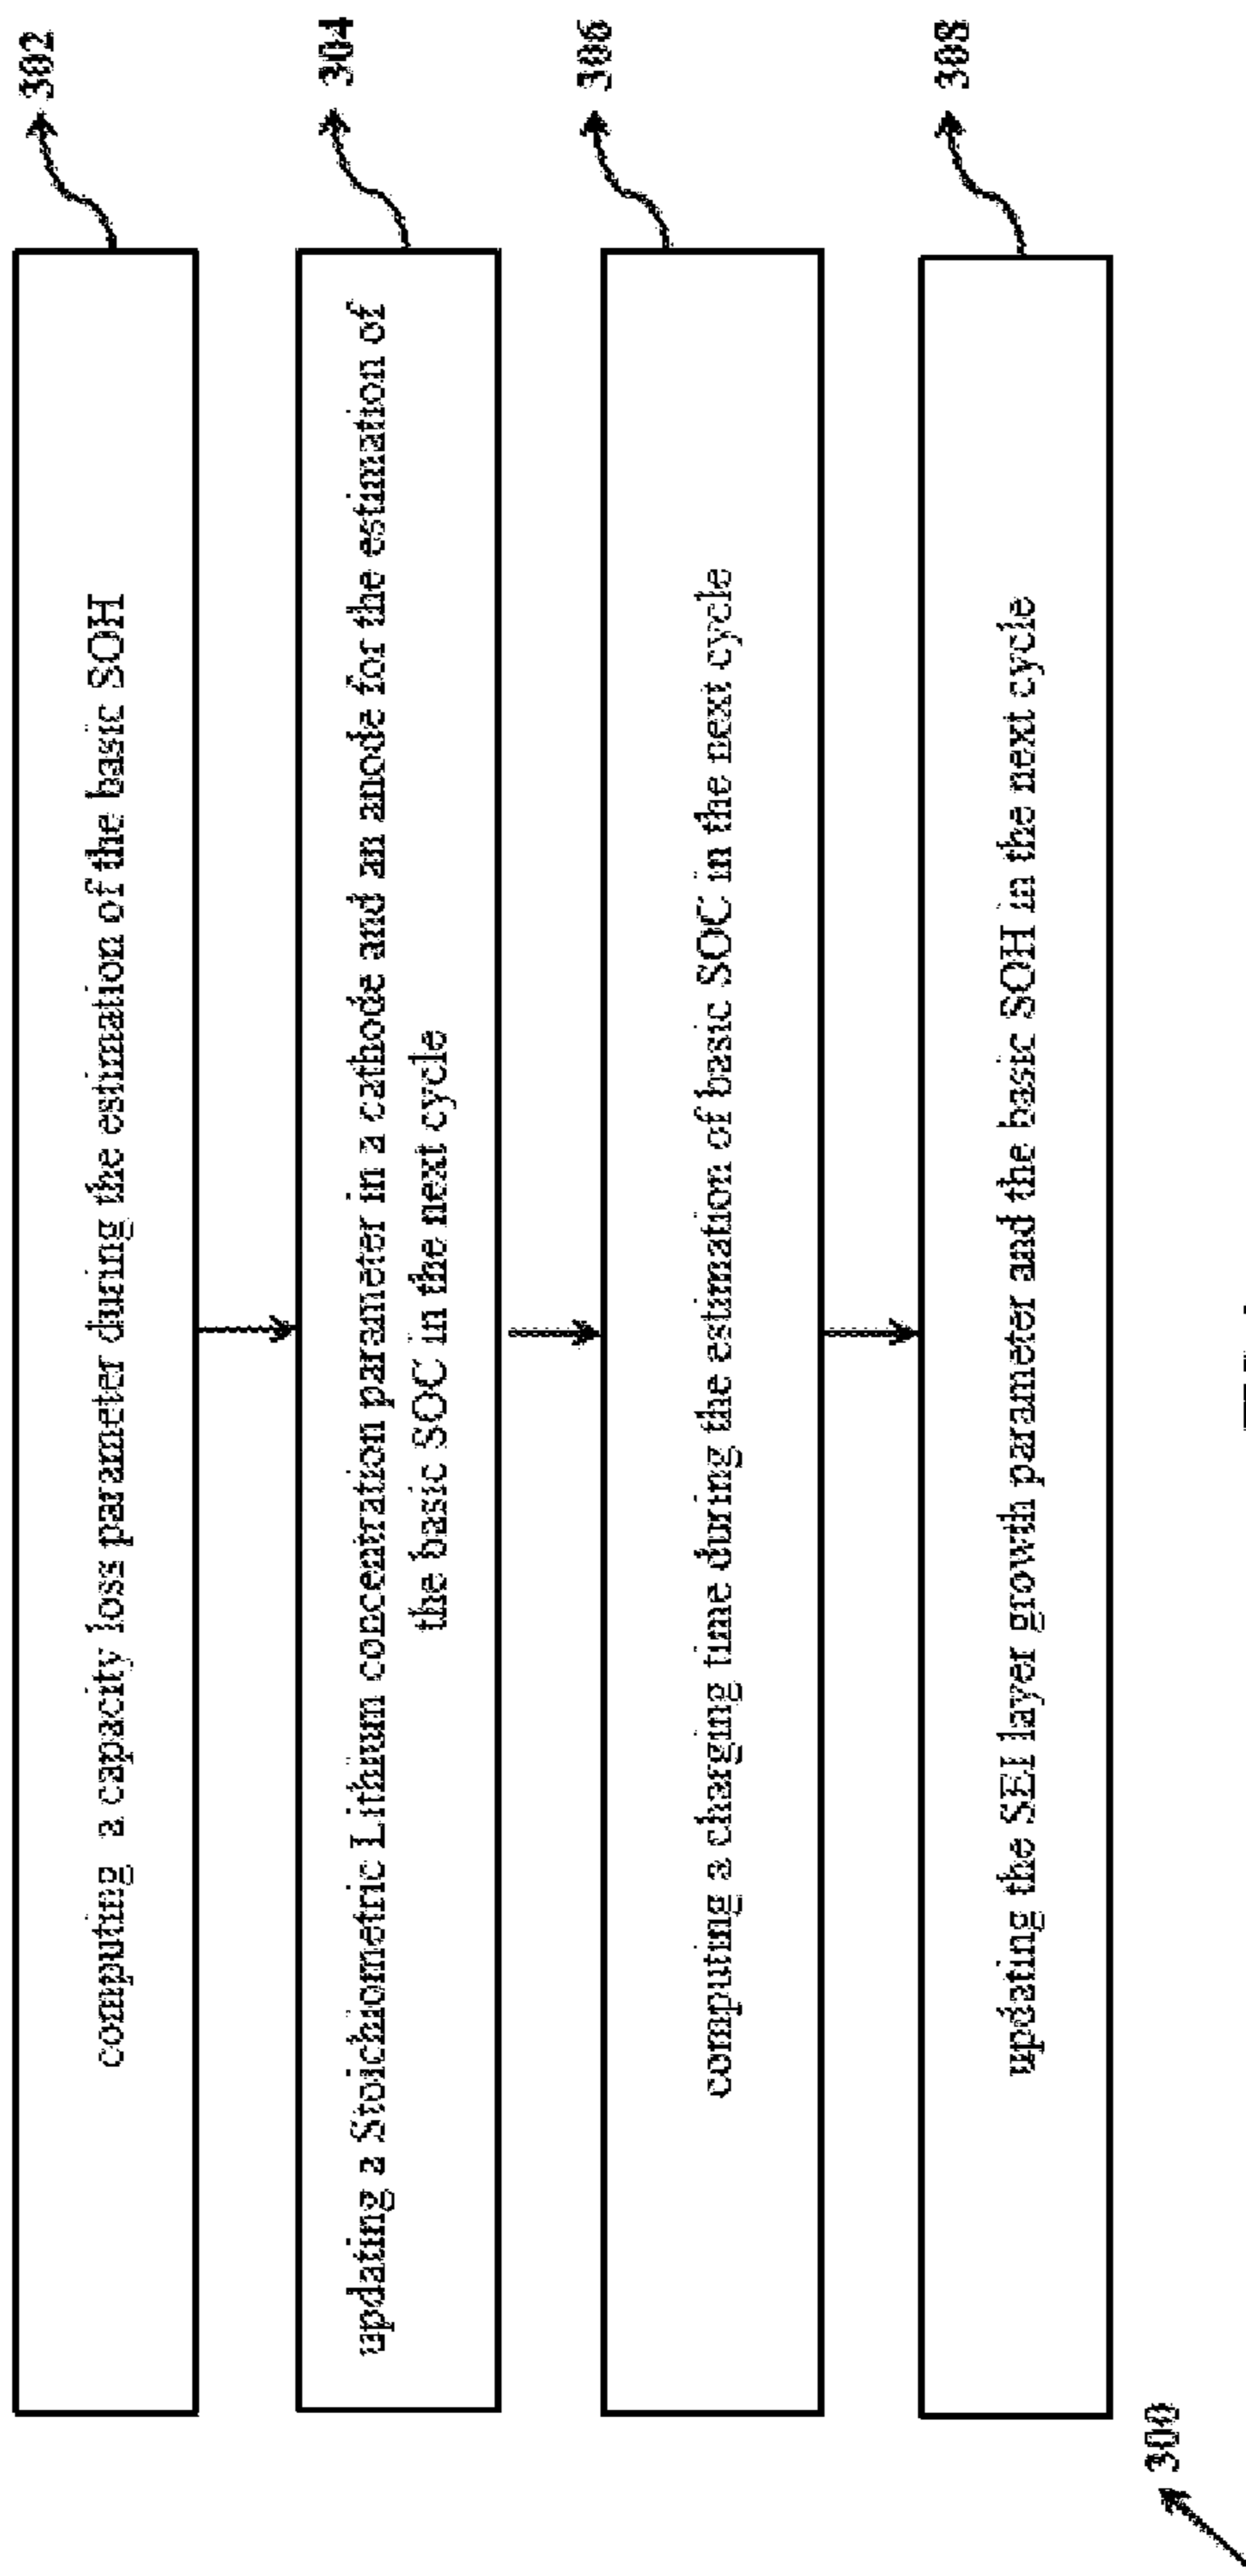 computing a capacity loss parameter during the estimation of the basic SOH
302
updating a Stoichiometric Lithium concentration parameter in a cathode and an anode for the estimation of
the basic SOC in the next cycle
304
computing a charging time during the estimation of basic SOC in the next cycle
306
updating the SEI layer growth parameter and the basic SOH in the next cycle
308
300